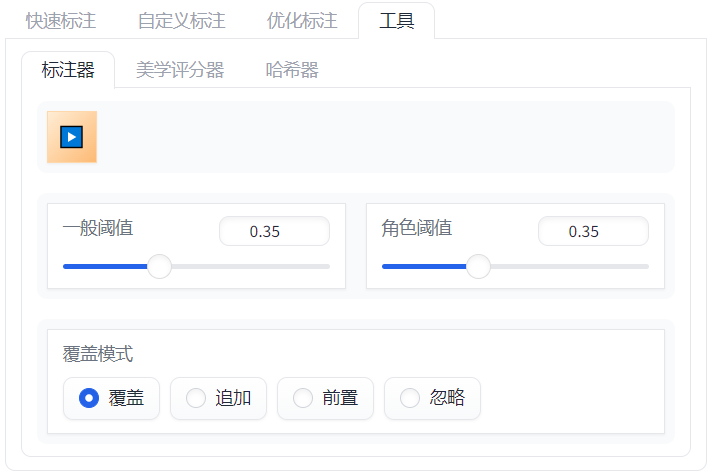 快速标注 自定义标注 优化标注 工具
标注器 美学评分器 哈希器
一般阈值 0.35 角色阈值 0.35
覆盖模式
覆盖 追加 前置 忽略